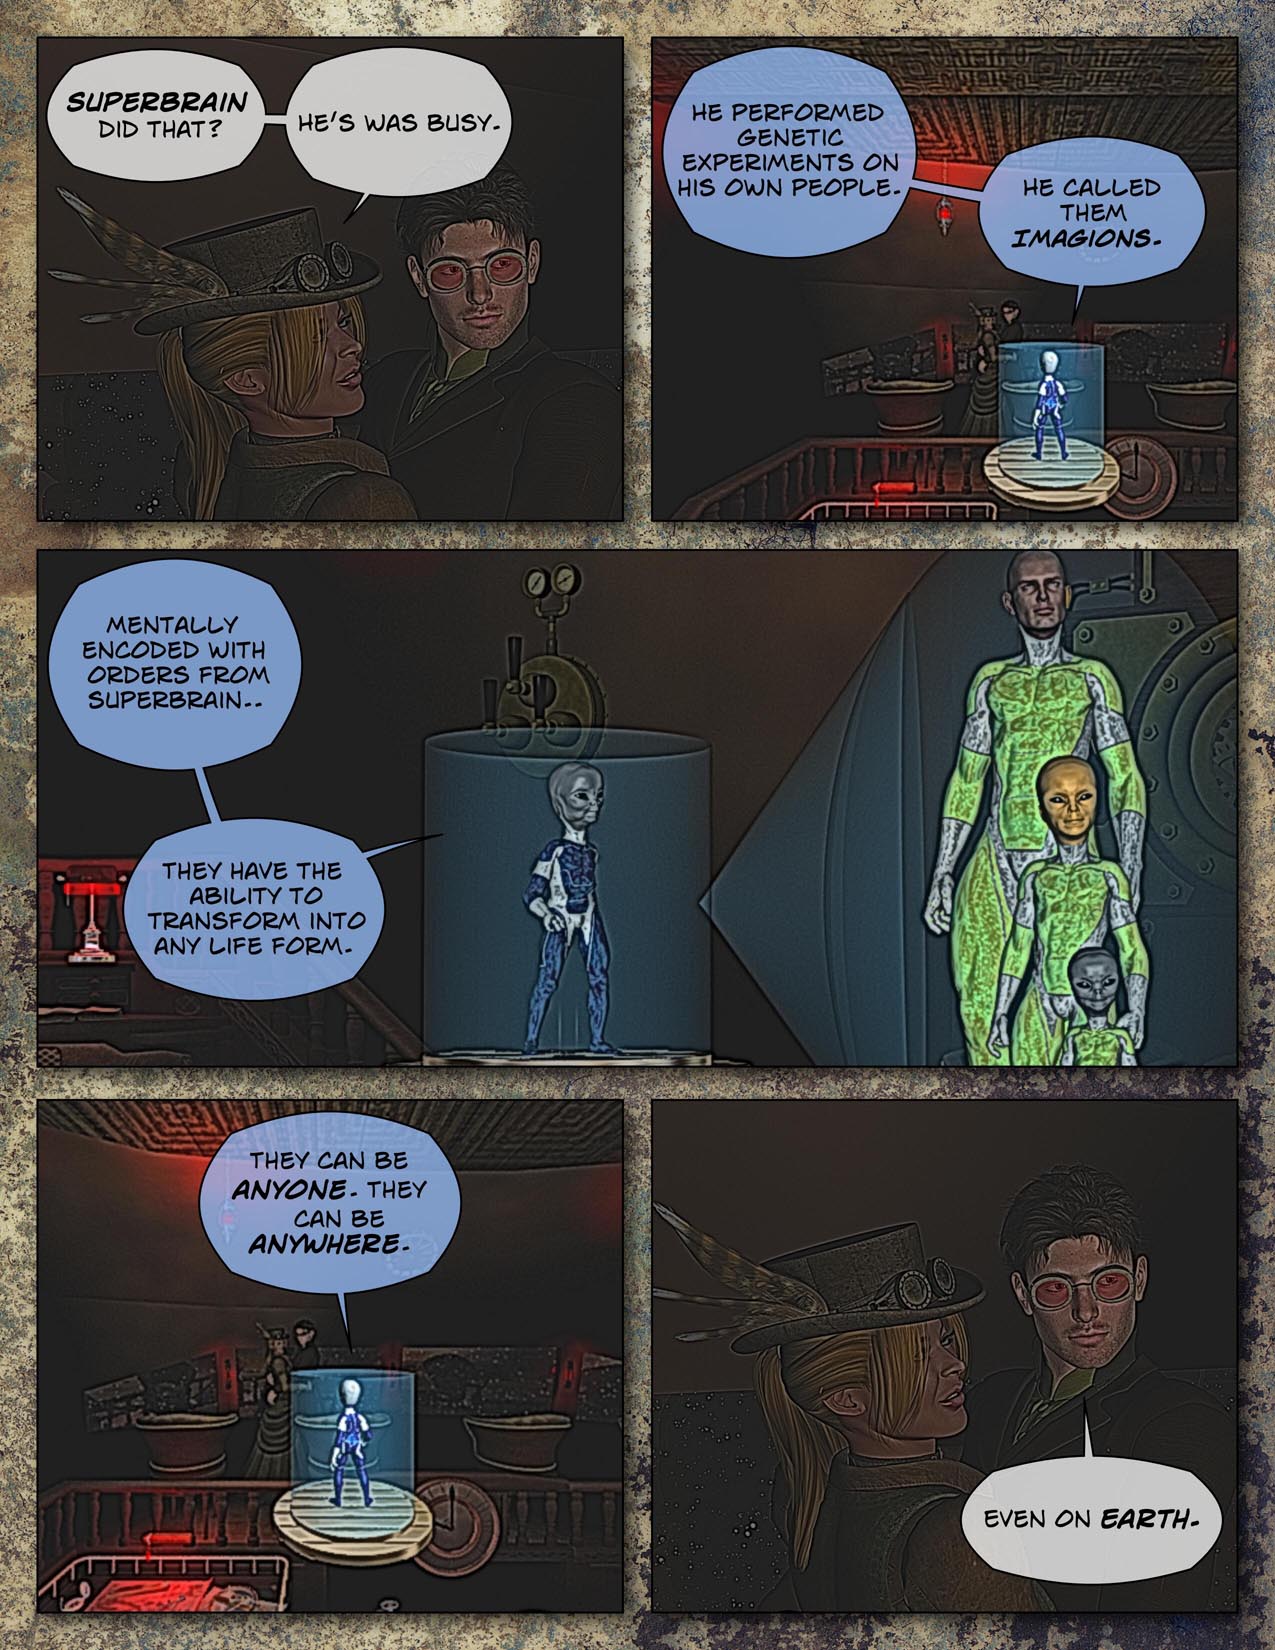 SUPERBRAIN
DID THAT?
HE'S WAS BUSY.
HE PERFORMED
GENETIC
EXPERIMENTS ON
HIS OWN PEOPLE.
HE CALLED
THEM
IMAGIONS.
MENTALLY
ENCODED WITH
ORDERS FROM
SUPERBRAIN--
THEY HAVE THE
ABILITY TO
TRANSFORM INTO
ANY LIFE FORM.
THEY CAN BE
ANYONE. THEY
CAN BE
ANYWHERE.
EVEN ON EARTH.